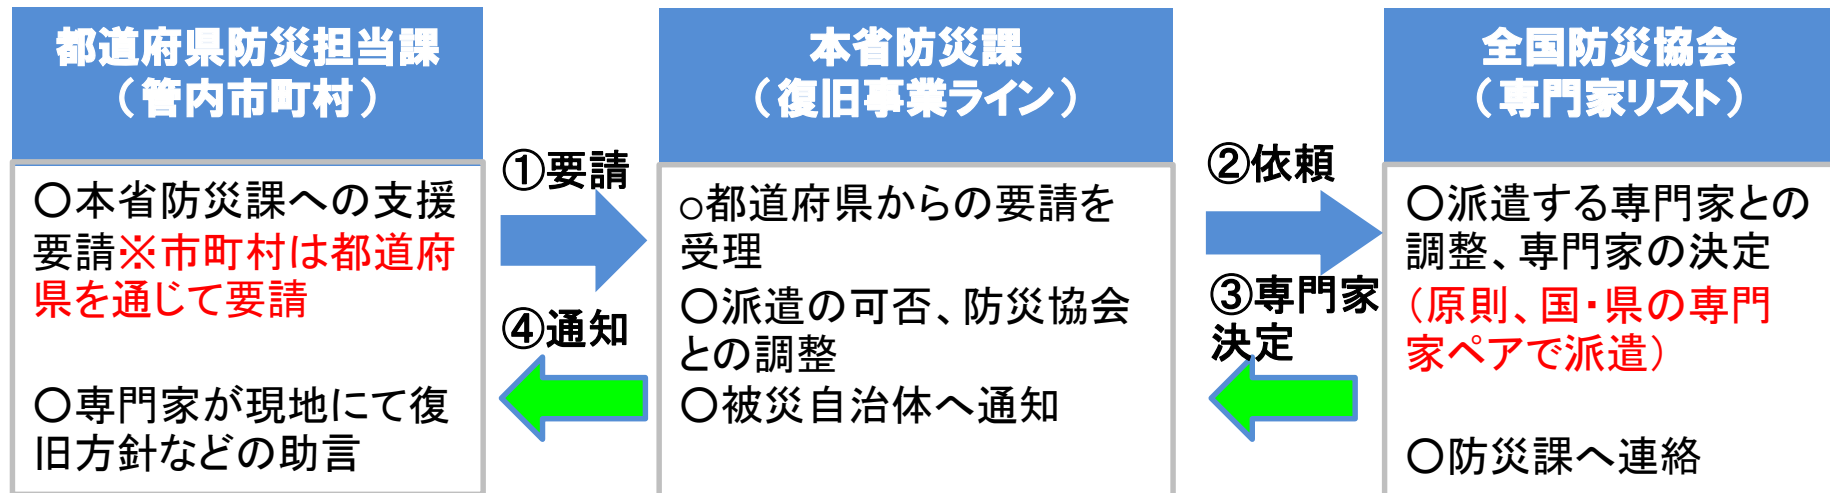 都道府県防災担当課
（管内市町村）
○本省防災課への支援
要請※市町村は都道府
県を通じて要請
○専門家が現地にて復
旧方針などの助言
①要請
④通知
本省防災課
（復旧事業ライン）
○都道府県からの要請を
受理
○派遣の可否、防災協会
との調整
○被災自治体へ通知
②依頼
③専門家
決定
全国防災協会
（専門家リスト）
○派遣する専門家との
調整、専門家の決定
（原則、国・県の専門
家ペアで派遣）
○防災課へ連絡